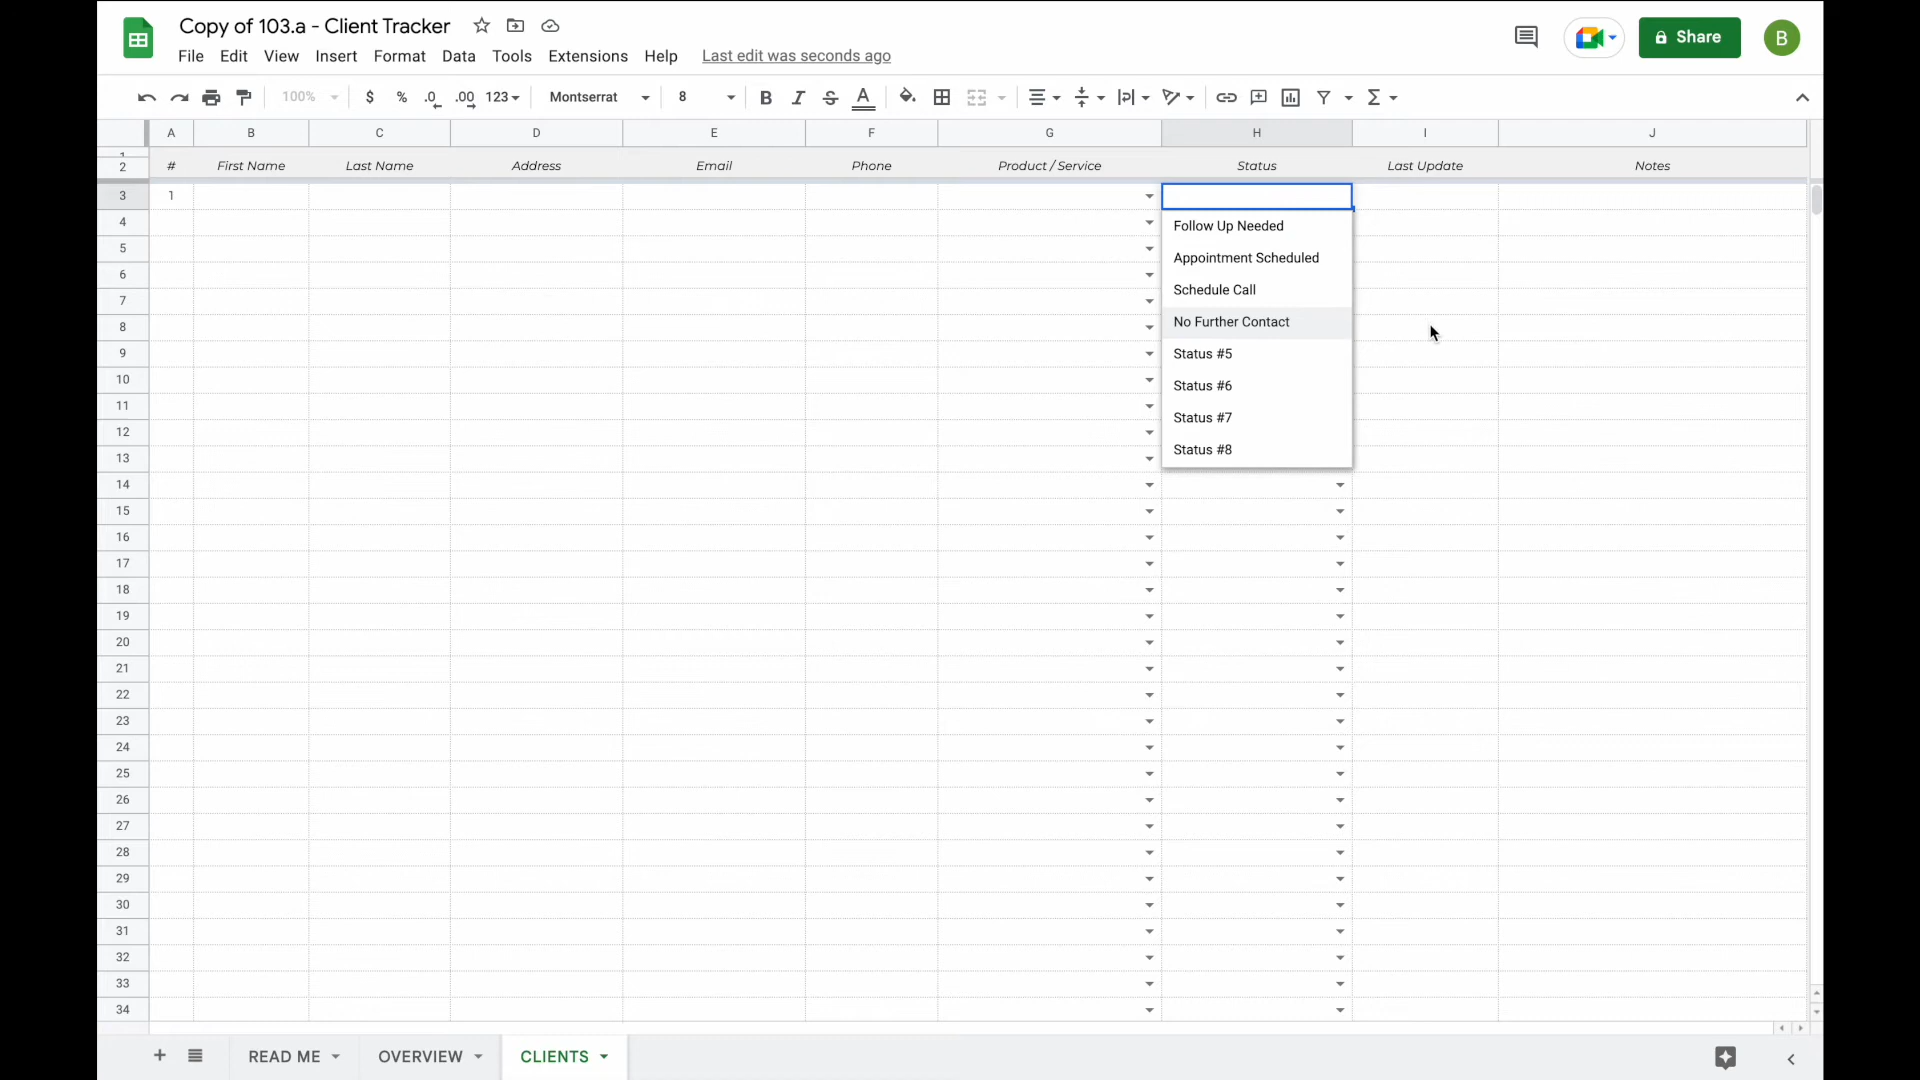 Copy of 103.a - Client Tracker
File Edit View Insert Format Data Tools Extensions Help Last edit was seconds ago
Share
B
100% $ % .0 .00 123 Montserrat 8 B I S A
A B C D E F G H I J
1
2 # First Name Last Name Address Email Phone Product / Service Status Last Update Notes
3 1
4
Follow Up Needed
5
Appointment Scheduled
6
Schedule Call
7
No Further Contact
8
Status #5
9
Status #6
10
Status #7
11
Status #8
12
13
14
15
16
17
18
19
20
21
22
23
24
25
26
27
28
29
30
31
32
33
34
READ ME OVERVIEW CLIENTS